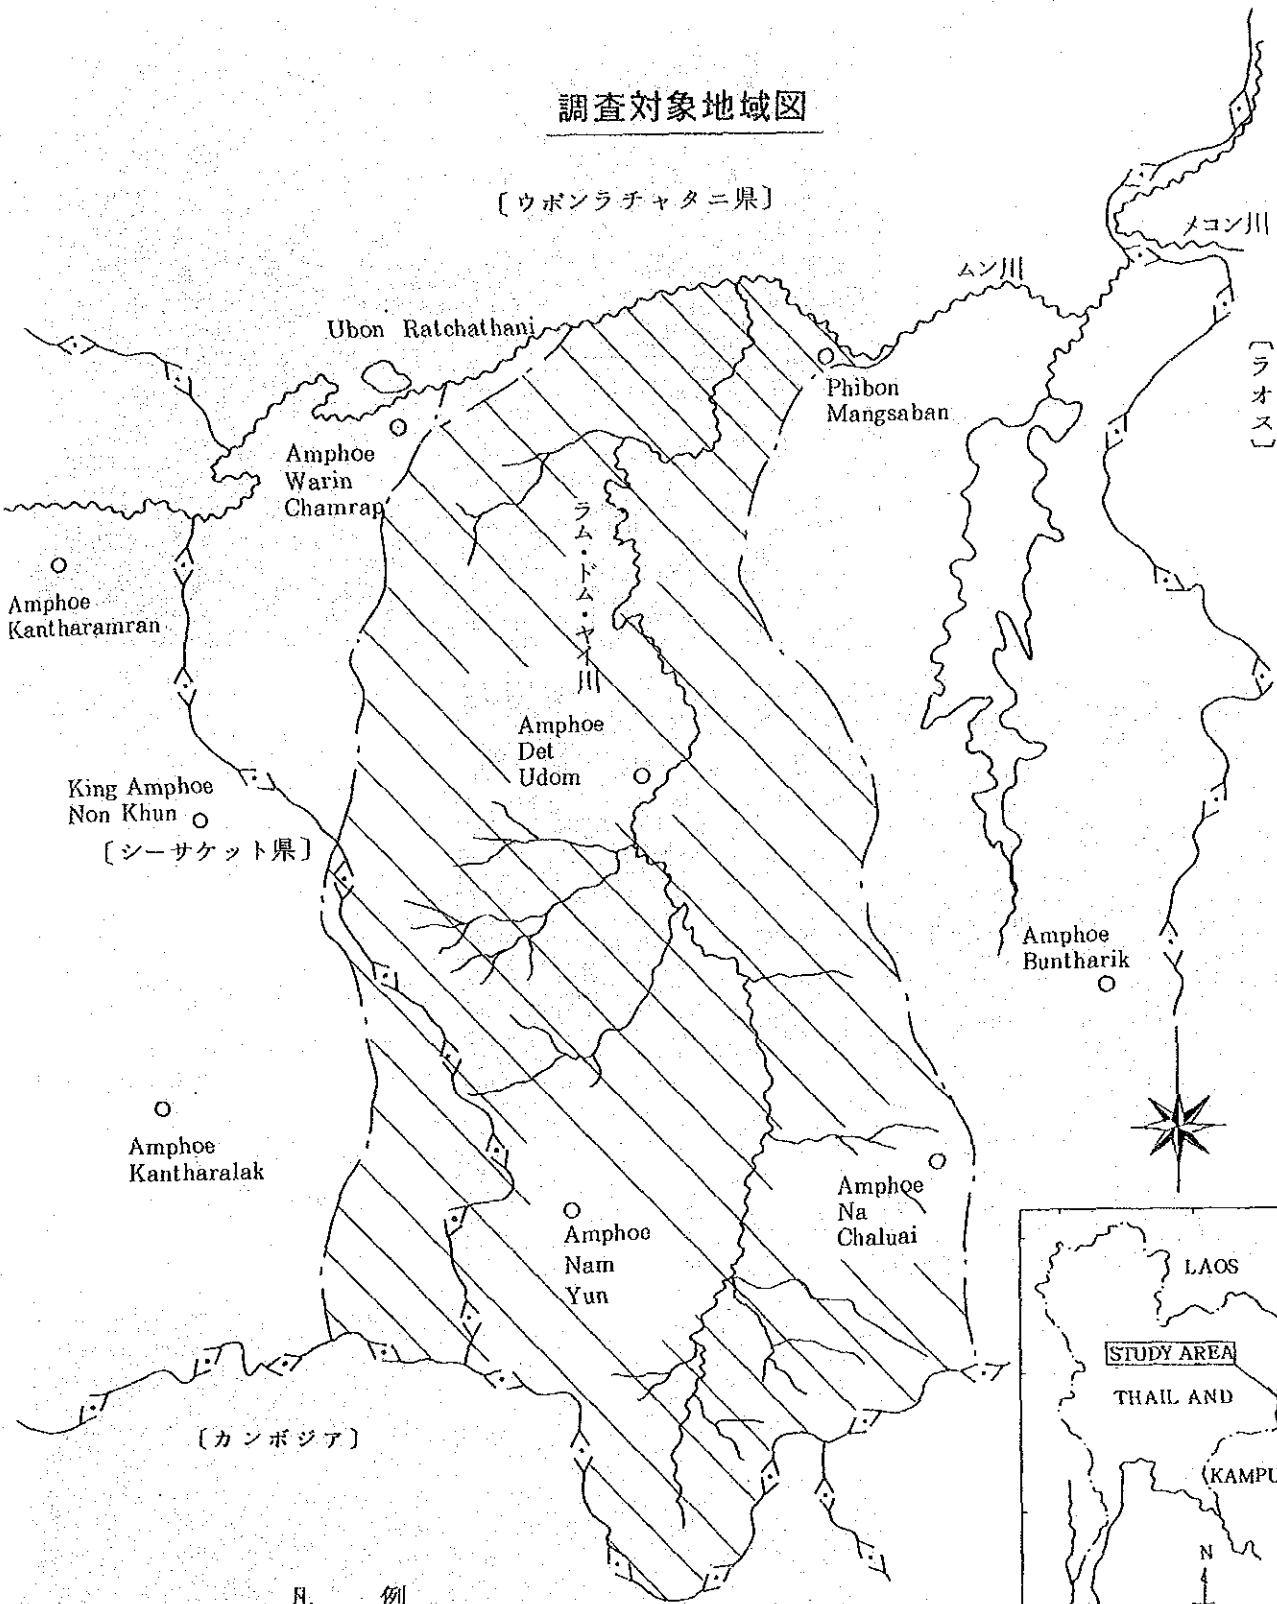 調査対象地域図
〔ウボンラチャタニ県〕
メコン川
ムン川
Ubon Ratchathani
〔ラオス〕
Phibon
Mangsaban
Amphoe
Warin
Chamrap
ラム・ドム・ヤイ川
Amphoe
Kantharamran
Amphoe
Det
Udom
King Amphoe
Non Khun
〔シーサケット県〕
Amphoe
Buntharik
Amphoe
Kantharalak
Amphoe
Na
Chaluai
Amphoe
Nam
Yun
LAOS
STUDY AREA
THAIL AND
KAMPU
N
〔カンボジア〕
凡 例